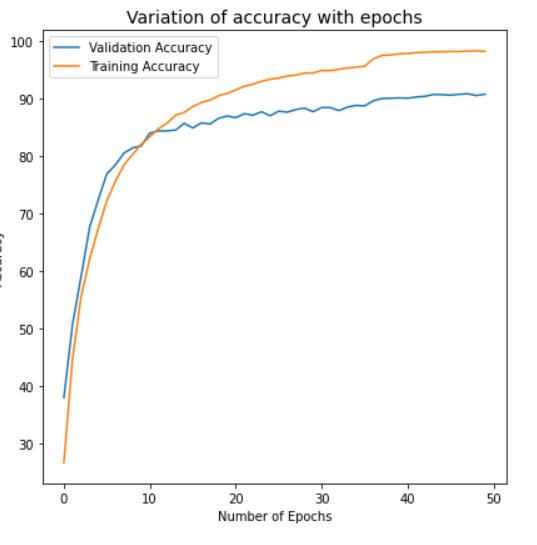 Variation of accuracy with epochs
Validation Accuracy
Training Accuracy
100
90
80
70
60
50
40
30
0 10 20 30 40 50
Number of Epochs